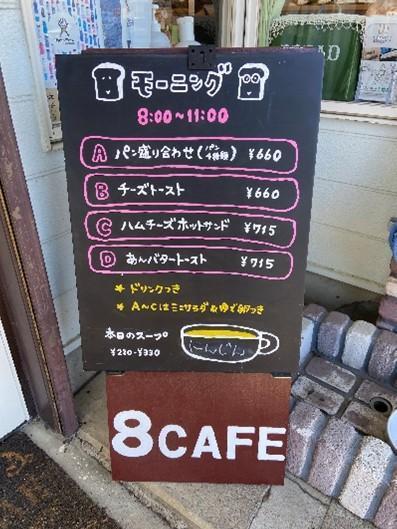 モーニング
8:00~11:00
A パン盛り合わせ(パン4種類) ¥660
B チーズトースト ¥660
C ハムチーズホットサンド ¥715
D あんバタートースト ¥715
★ ドリンクつき
★ A~Cはミニサラダ&ゆで卵つき
本日のスープ
¥220-¥330
にんじん
8CAFE